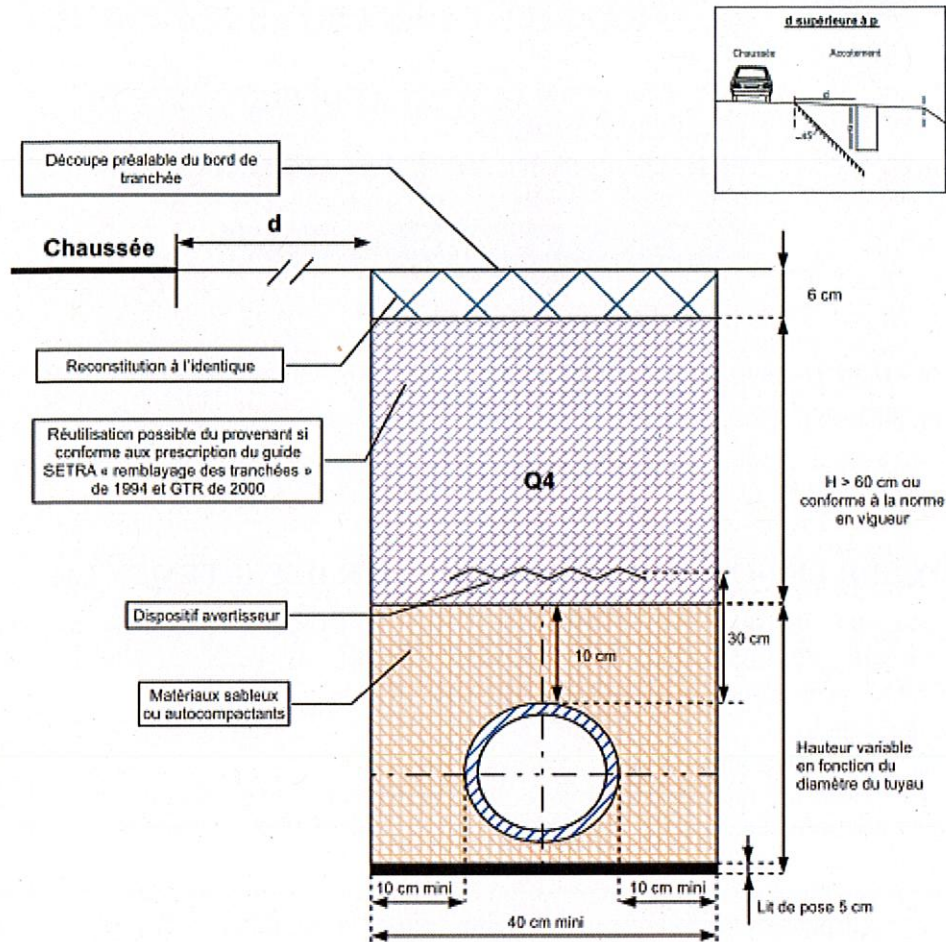 d supérieure à p
Chaussée
Accotement
d
45°
Découpe préalable du bord de
tranchée
d
Chaussée
6 cm
Reconstitution à l'identique
Réutilisation possible du provenant si
conforme aux prescription du guide
SETRA « remblayage des tranchées »
de 1994 et GTR de 2000
Q4
H > 60 cm ou
conforme à la norme
en vigueur
Dispositif avertisseur
30 cm
10 cm
Matériaux sableux
ou autocompactants
Hauteur variable
en fonction du
diamètre du tuyau
10 cm mini
10 cm mini
Lit de pose 5 cm
40 cm mini